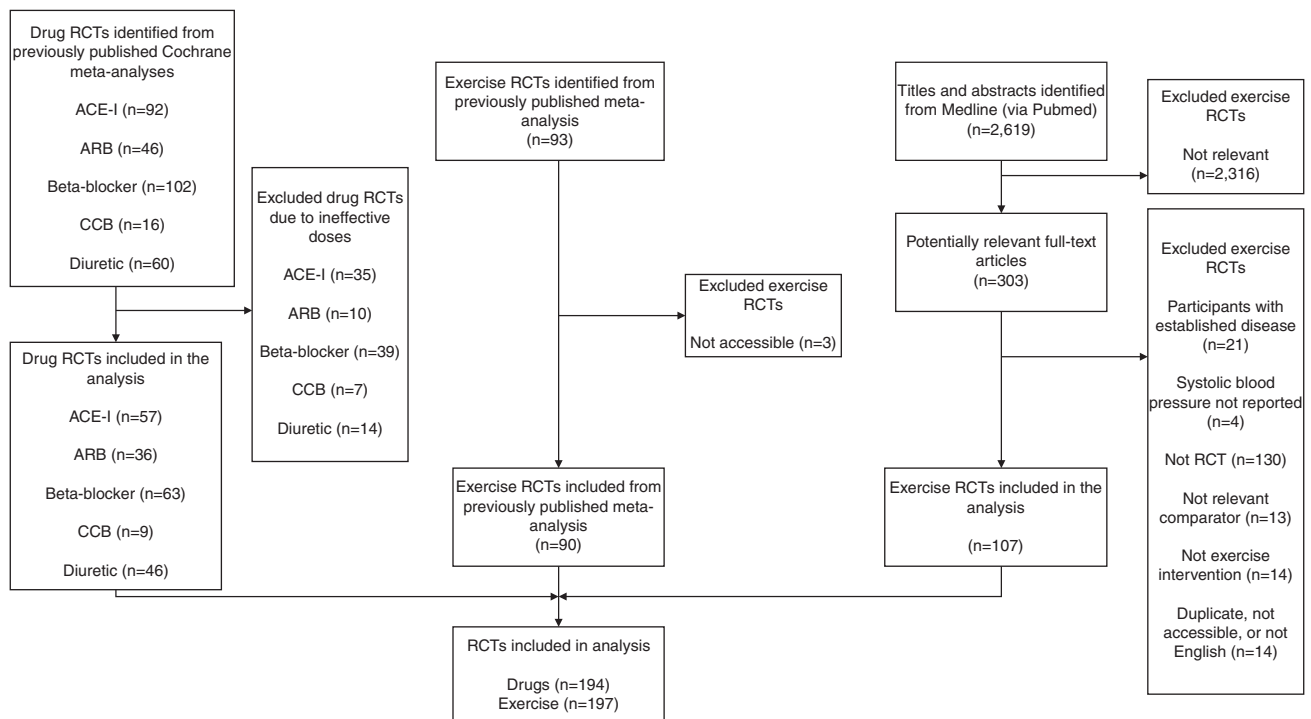 Drug RCTs identified from
previously published Cochrane
meta-analyses
ACE-I (n=92)
ARB (n=46)
Beta-blocker (n=102)
CCB (n=16)
Diuretic (n=60)
Excluded drug RCTs
due to ineffective
doses
ACE-I (n=35)
ARB (n=10)
Beta-blocker (n=39)
CCB (n=7)
Diuretic (n=14)
Drug RCTs included in the
analysis
ACE-I (n=57)
ARB (n=36)
Beta-blocker (n=63)
CCB (n=9)
Diuretic (n=46)
Exercise RCTs identified from
previously published meta-
analysis
(n=93)
Excluded exercise
RCTs
Not accessible (n=3)
Exercise RCTs included from
previously published meta-
analysis
(n=90)
Titles and abstracts identified
from Medline (via Pubmed)
(n=2,619)
Excluded exercise
RCTs
Not relevant
(n=2,316)
Potentially relevant full-text
articles
(n=303)
Excluded exercise
RCTs
Participants with
established disease
(n=21)
Systolic blood
pressure not reported
(n=4)
Not RCT (n=130)
Not relevant
comparator (n=13)
Not exercise
intervention (n=14)
Duplicate, not
accessible, or not
English (n=14)
Exercise RCTs included in the
analysis
(n=107)
RCTs included in analysis
Drugs (n=194)
Exercise (n=197)